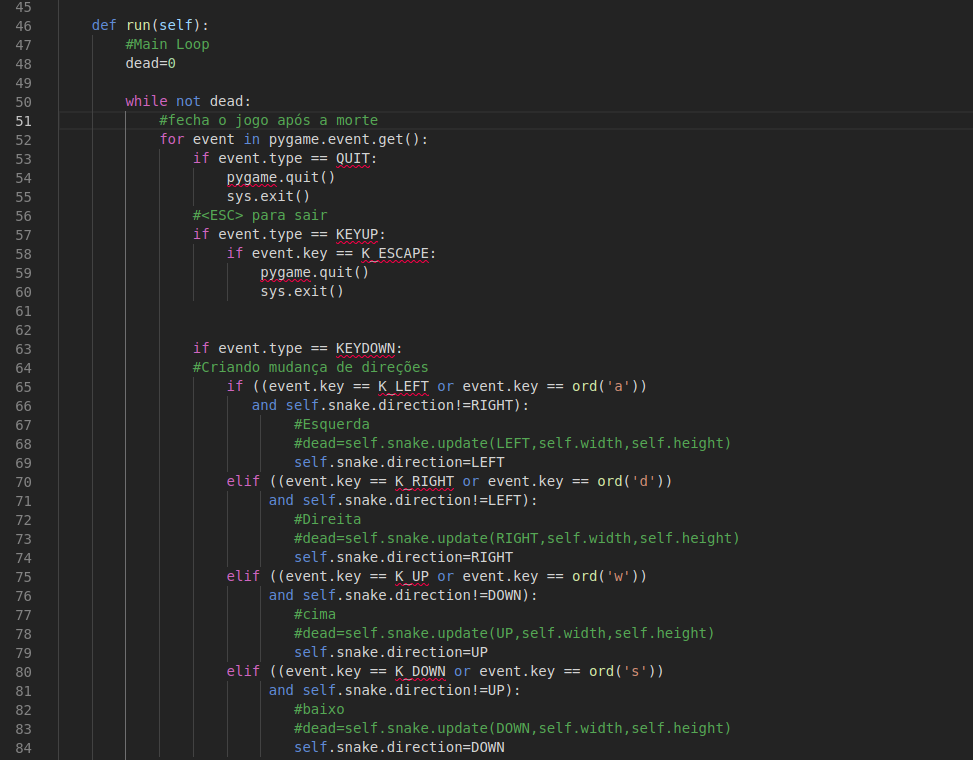 45
46 def run(self):
47 #Main Loop
48 dead=0
49
50 while not dead:
51 #fecha o jogo após a morte
52 for event in pygame.event.get():
53 if event.type == QUIT:
54 pygame.quit()
55 sys.exit()
56 #<ESC> para sair
57 if event.type == KEYUP:
58 if event.key == K_ESCAPE:
59 pygame.quit()
60 sys.exit()
61
62
63 if event.type == KEYDOWN:
64 #Criando mudança de direções
65 if ((event.key == K_LEFT or event.key == ord('a'))
66 and self.snake.direction!=RIGHT):
67 #Esquerda
68 #dead=self.snake.update(LEFT,self.width,self.height)
69 self.snake.direction=LEFT
70 elif ((event.key == K_RIGHT or event.key == ord('d'))
71 and self.snake.direction!=LEFT):
72 #Direita
73 #dead=self.snake.update(RIGHT,self.width,self.height)
74 self.snake.direction=RIGHT
75 elif ((event.key == K_UP or event.key == ord('w'))
76 and self.snake.direction!=DOWN):
77 #cima
78 #dead=self.snake.update(UP,self.width,self.height)
79 self.snake.direction=UP
80 elif ((event.key == K_DOWN or event.key == ord('s'))
81 and self.snake.direction!=UP):
82 #baixo
83 #dead=self.snake.update(DOWN,self.width,self.height)
84 self.snake.direction=DOWN